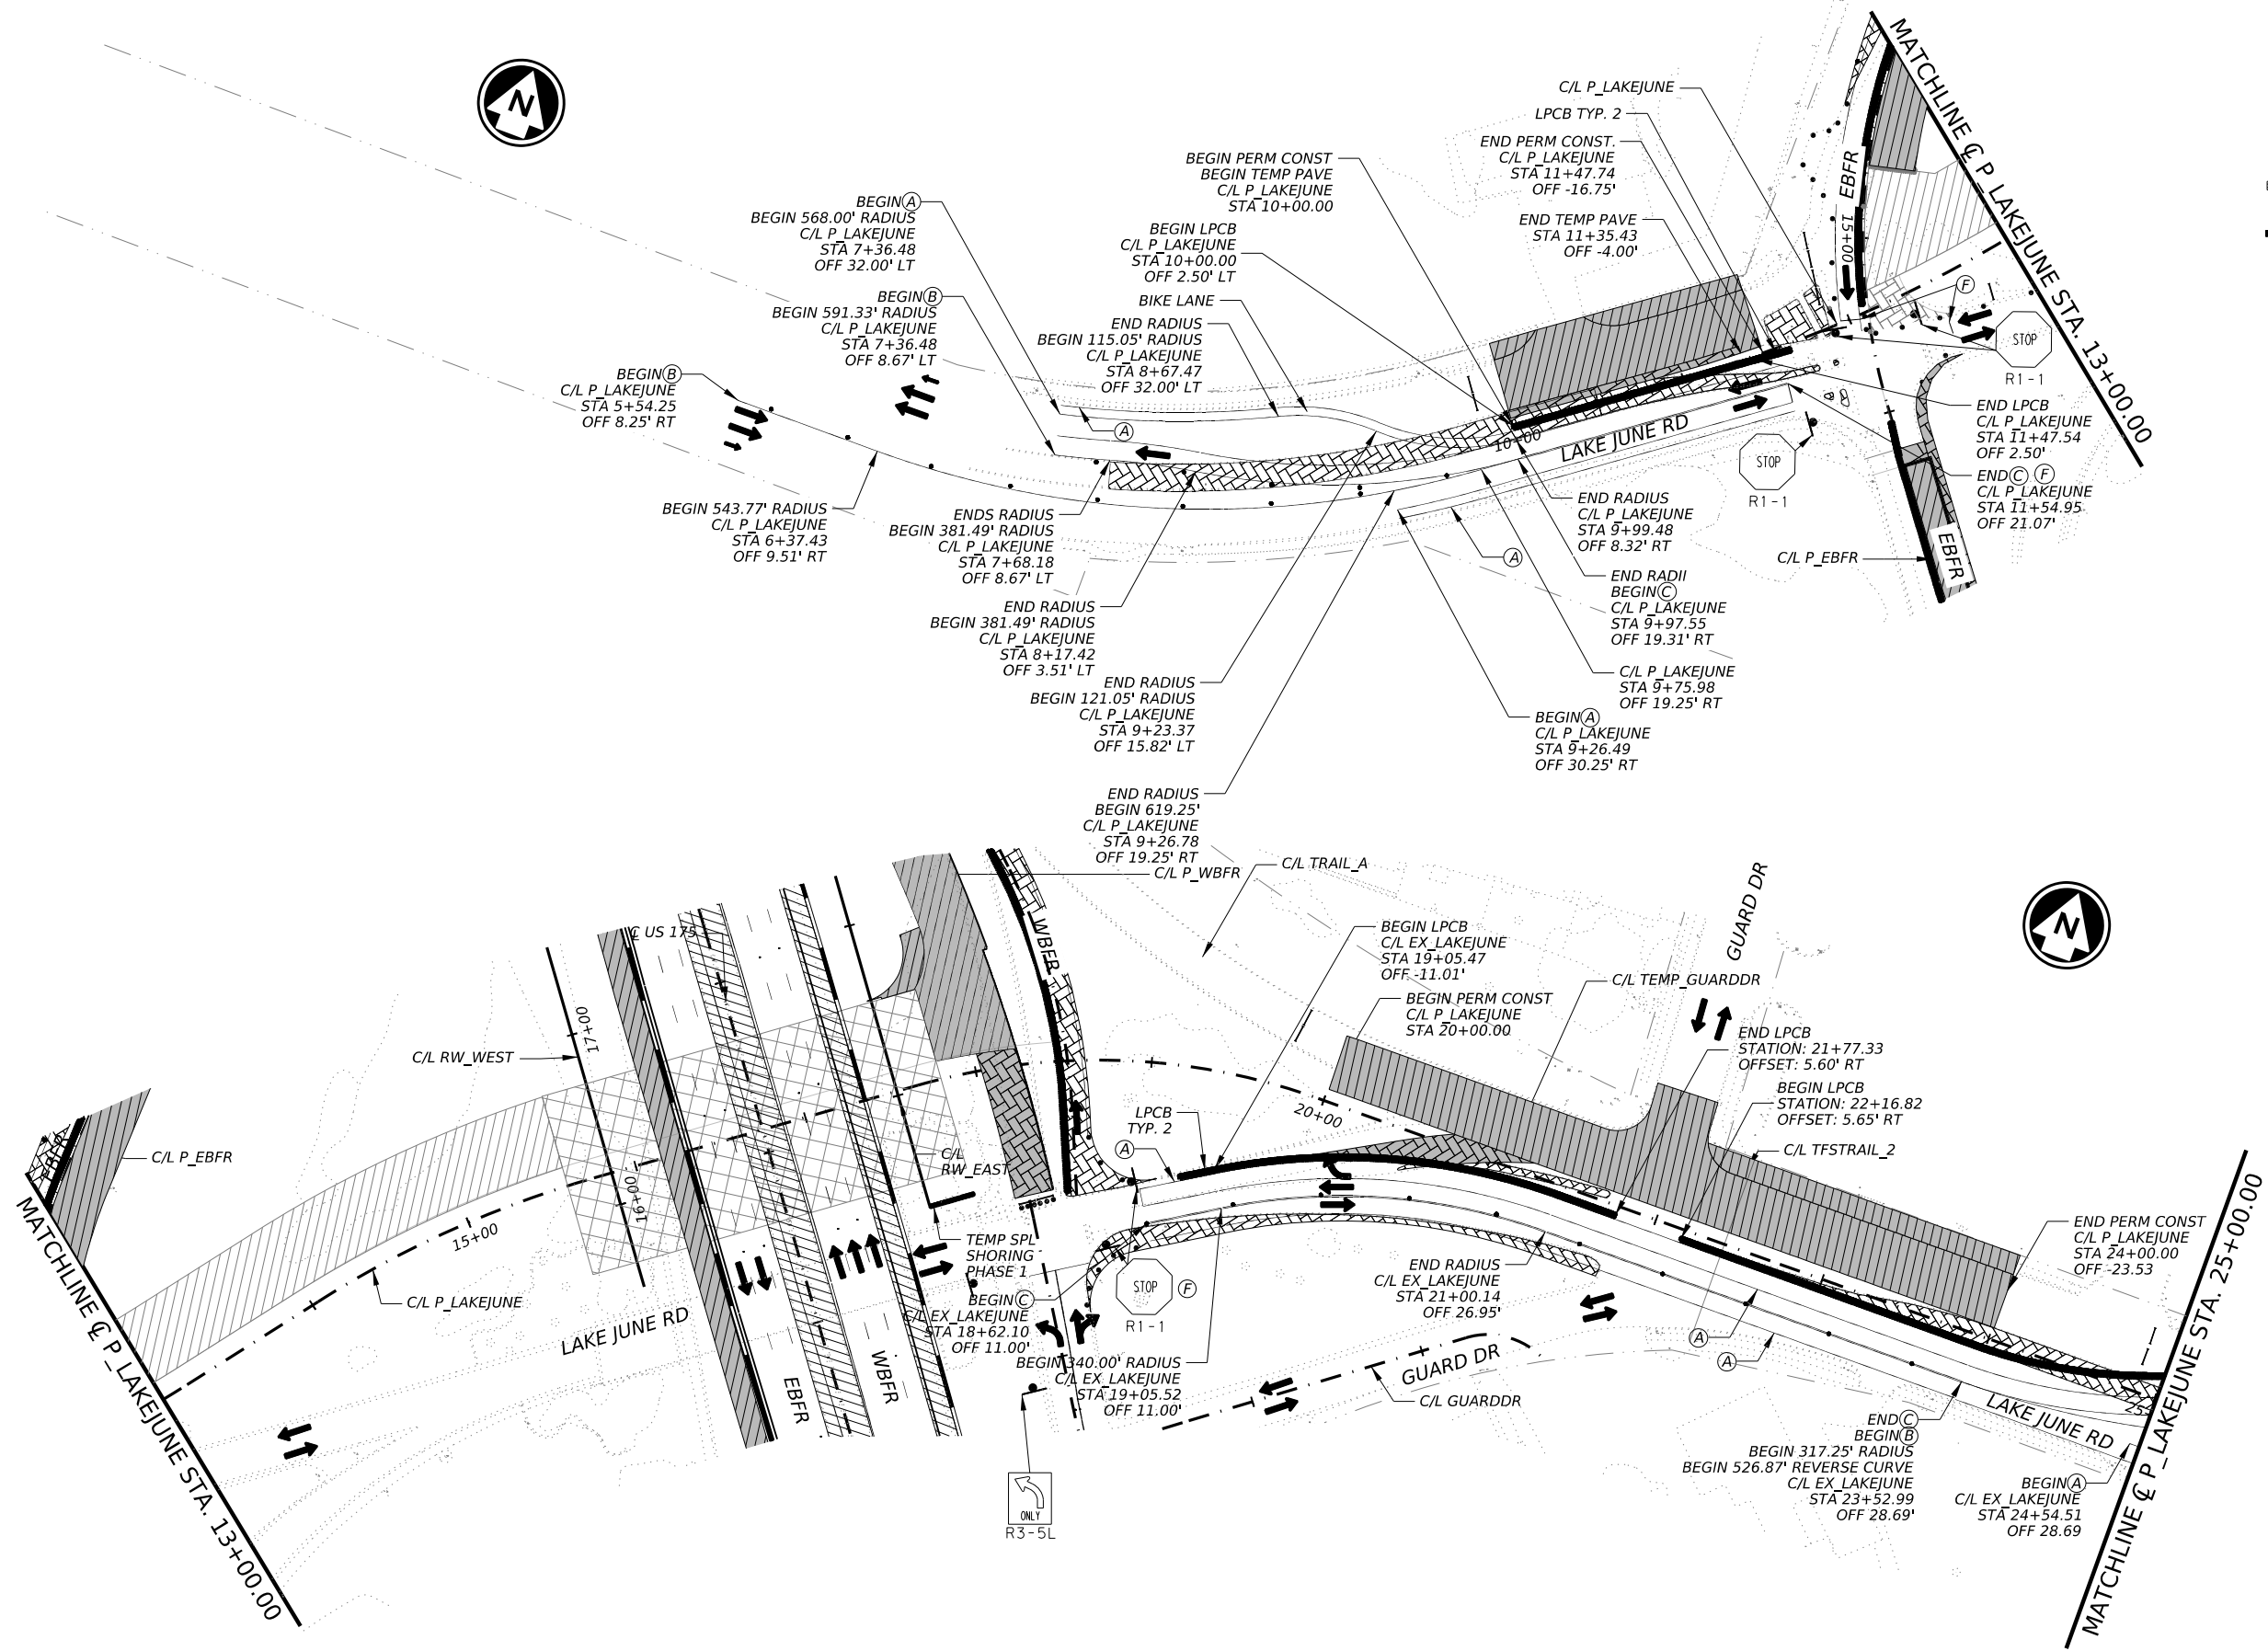 N
C/L P_LAKEJUNE
LPCB TYP. 2
END PERM CONST.
C/L P_LAKEJUNE
STA 11+47.74
OFF -16.75'
END TEMP PAVE
STA 11+35.43
OFF -4.00'
BEGIN PERM CONST
BEGIN TEMP PAVE
C/L P_LAKEJUNE
STA 10+00.00
BEGIN LPCB
C/L P_LAKEJUNE
STA 10+00.00
OFF 2.50' LT
BIKE LANE
END RADIUS
BEGIN 115.05' RADIUS
C/L P_LAKEJUNE
STA 8+67.47
OFF 32.00' LT
BEGIN A
BEGIN 568.00' RADIUS
C/L P_LAKEJUNE
STA 7+36.48
OFF 32.00' LT
BEGIN B
BEGIN 591.33' RADIUS
C/L P_LAKEJUNE
STA 7+36.48
OFF 8.67' LT
BEGIN B
C/L P_LAKEJUNE
STA 5+54.25
OFF 8.25' RT
BEGIN 543.77' RADIUS
C/L P_LAKEJUNE
STA 6+37.43
OFF 9.51' RT
A
ENDS RADIUS
BEGIN 381.49' RADIUS
C/L P_LAKEJUNE
STA 7+68.18
OFF 8.67' LT
END RADIUS
BEGIN 381.49' RADIUS
C/L P_LAKEJUNE
STA 8+17.42
OFF 3.51' LT
END RADIUS
BEGIN 121.05' RADIUS
C/L P_LAKEJUNE
STA 9+23.37
OFF 15.82' LT
END RADIUS
BEGIN 619.25'
C/L P_LAKEJUNE
STA 9+26.78
OFF 19.25' RT
10+00
LAKE JUNE RD
A
END RADIUS
C/L P_LAKEJUNE
STA 9+99.48
OFF 8.32' RT
END RADII
BEGIN C
C/L P_LAKEJUNE
STA 9+97.55
OFF 19.31' RT
C/L P_LAKEJUNE
STA 9+75.98
OFF 19.25' RT
BEGIN A
C/L P_LAKEJUNE
STA 9+26.49
OFF 30.25' RT
STOP
R1-1
EBFR
15+00
F
STOP
R1-1
END LPCB
C/L P_LAKEJUNE
STA 11+47.54
OFF 2.50'
END C F
C/L P_LAKEJUNE
STA 11+54.95
OFF 21.07'
C/L P_EBFR
EBFR
MATCHLINE ℄ P_LAKEJUNE STA. 13+00.00
C/L P_WBFR
C/L TRAIL_A
GUARD DR
N
℄ US 175
WBFR
BEGIN LPCB
C/L EX_LAKEJUNE
STA 19+05.47
OFF -11.01'
BEGIN PERM CONST
C/L P_LAKEJUNE
STA 20+00.00
C/L TEMP_GUARDDR
END LPCB
STATION: 21+77.33
OFFSET: 5.60' RT
BEGIN LPCB
STATION: 22+16.82
OFFSET: 5.65' RT
C/L TFSTRAIL_2
17+00
C/L RW_WEST
LPCB
TYP. 2
A
20+00
C/L
RW_EAST
C/L P_EBFR
EBFR
16+00
15+00
C/L P_LAKEJUNE
LAKE JUNE RD
EBFR
WBFR
TEMP SPL
SHORING
PHASE 1
BEGIN C
C/L EX_LAKEJUNE
STA 18+62.10
OFF 11.00'
STOP
F
R1-1
BEGIN 340.00' RADIUS
C/L EX_LAKEJUNE
STA 19+05.52
OFF 11.00'
END RADIUS
C/L EX_LAKEJUNE
STA 21+00.14
OFF 26.95'
GUARD DR
C/L GUARDDR
ONLY
R3-5L
END PERM CONST
C/L P_LAKEJUNE
STA 24+00.00
OFF -23.53
A
A
LAKE JUNE RD
END C
BEGIN B
BEGIN 317.25' RADIUS
BEGIN 526.87' REVERSE CURVE
C/L EX_LAKEJUNE
STA 23+52.99
OFF 28.69'
BEGIN A
C/L EX_LAKEJUNE
STA 24+54.51
OFF 28.69
MATCHLINE ℄ P_LAKEJUNE STA. 13+00.00
MATCHLINE ℄ P_LAKEJUNE STA. 25+00.00